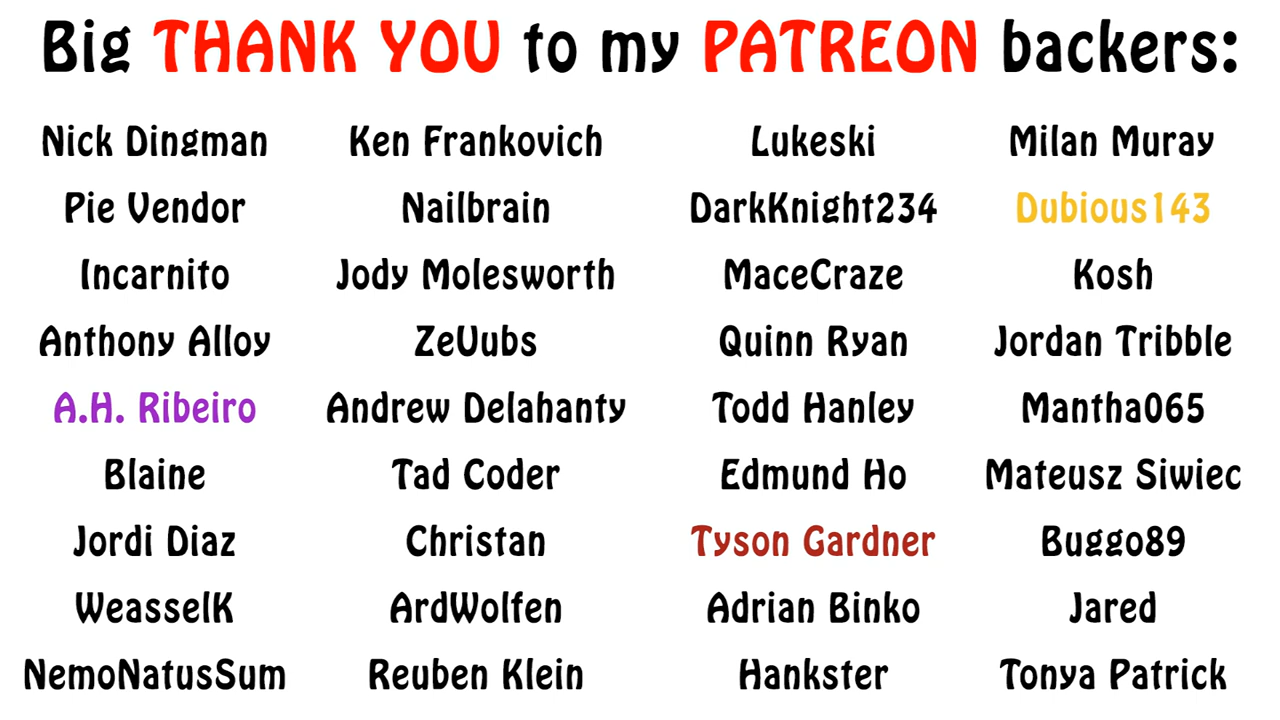 Big THANK YOU to my PATREON backers:
Nick Dingman Ken Frankovich Lukeski Milan Muray
Pie Vendor Nailbrain DarkKnight234 Dubious143
Incarnito Jody Molesworth MaceCraze Kosh
Anthony Alloy ZeVubs Quinn Ryan Jordan Tribble
A.H. Ribeiro Andrew Delahanty Todd Hanley Mantha065
Blaine Tad Coder Edmund Ho Mateusz Siwiec
Jordi Diaz Christan Tyson Gardner Buggo89
WeasselK ArdWolfen Adrian Binko Jared
NemoNatusSum Reuben Klein Hankster Tonya Patrick